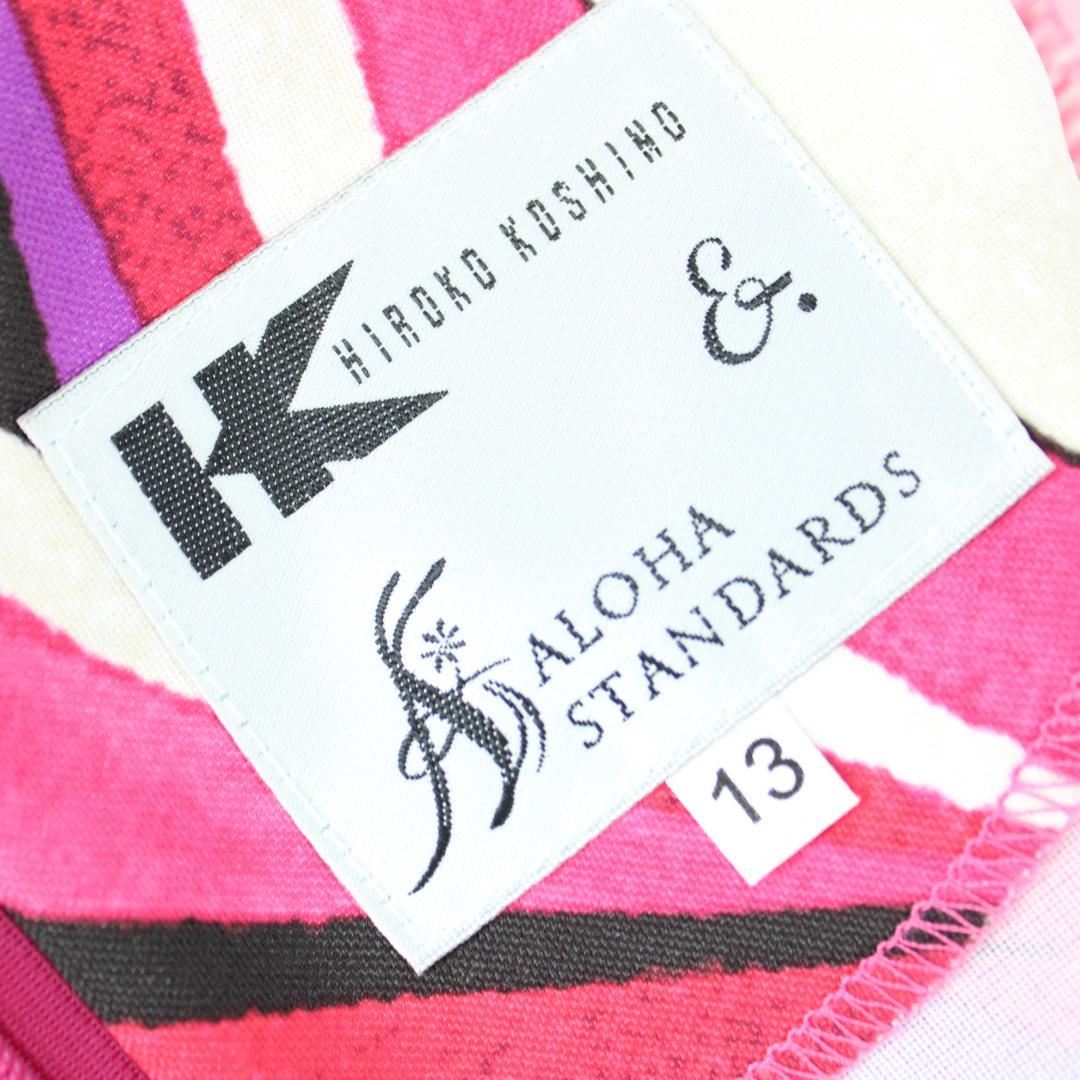 HIROKO KOSHINO
&.
ALOHA
STANDARDS
13